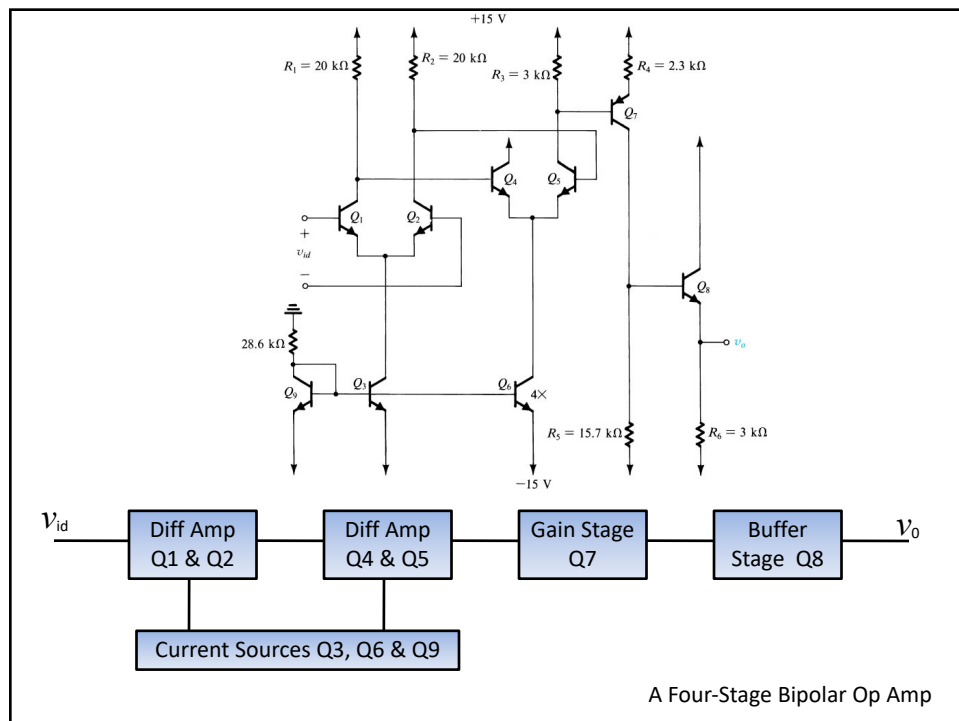 +15 V
R₁ = 20 kΩ
R₂ = 20 kΩ
R₃ = 3 kΩ
R₄ = 2.3 kΩ
Q₇
Q₄
Q₅
Q₁
Q₂
+
v_id
−
Q₈
v_o
28.6 kΩ
Q₉
Q₃
Q₆
4×
R₅ = 15.7 kΩ
R₆ = 3 kΩ
−15 V
v_id
Diff Amp
Q1 & Q2
Diff Amp
Q4 & Q5
Gain Stage
Q7
Buffer
Stage Q8
v₀
Current Sources Q3, Q6 & Q9
A Four-Stage Bipolar Op Amp